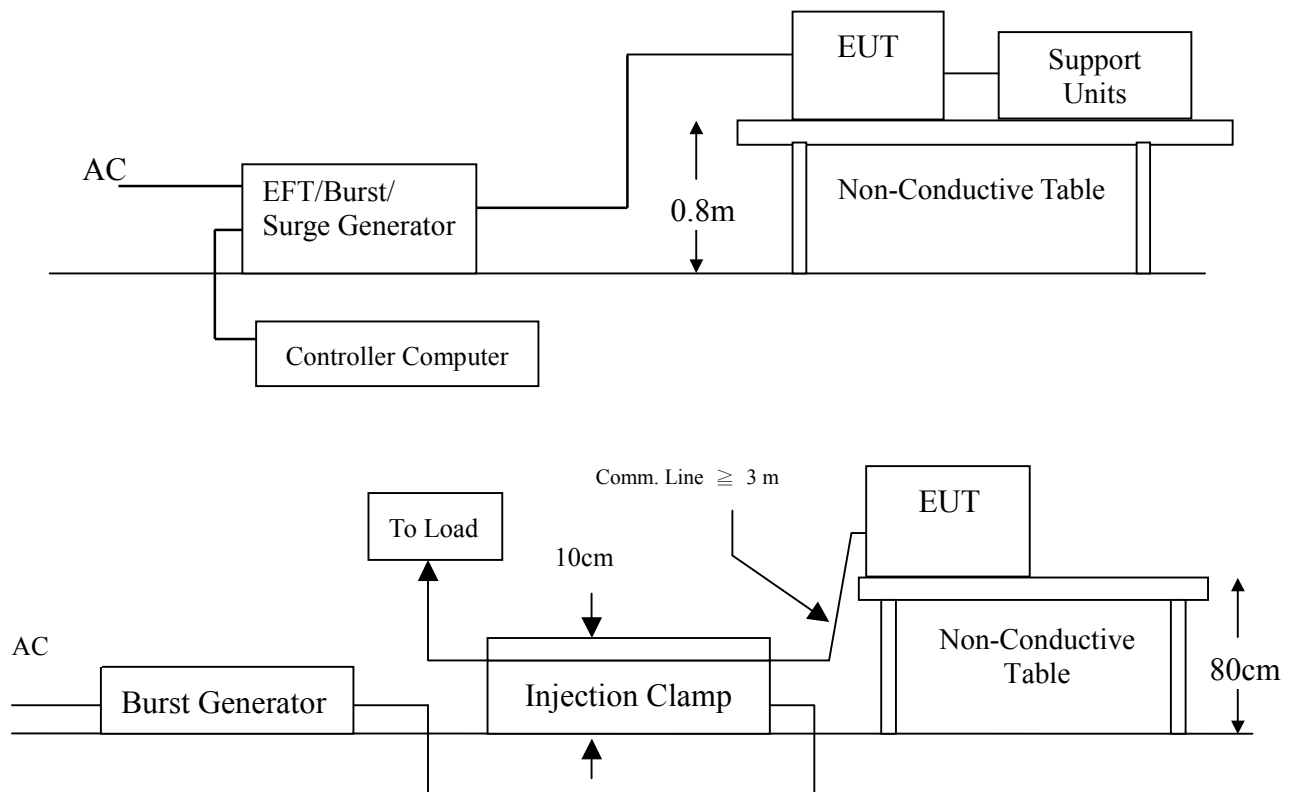 EUT
Support
Units
AC
EFT/Burst/
Surge Generator
0.8m
Non-Conductive Table
Controller Computer
Comm. Line ≧ 3 m
EUT
To Load
10cm
AC
Non-Conductive
Table
80cm
Burst Generator
Injection Clamp